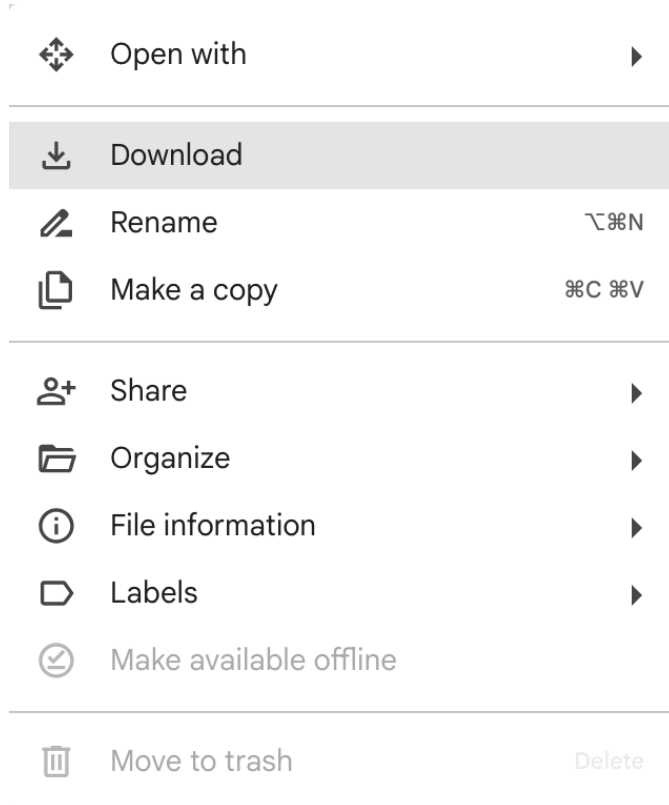 Open with
Download
Rename ⌥⌘N
Make a copy ⌘C ⌘V
Share
Organize
File information
Labels
Make available offline
Move to trash Delete